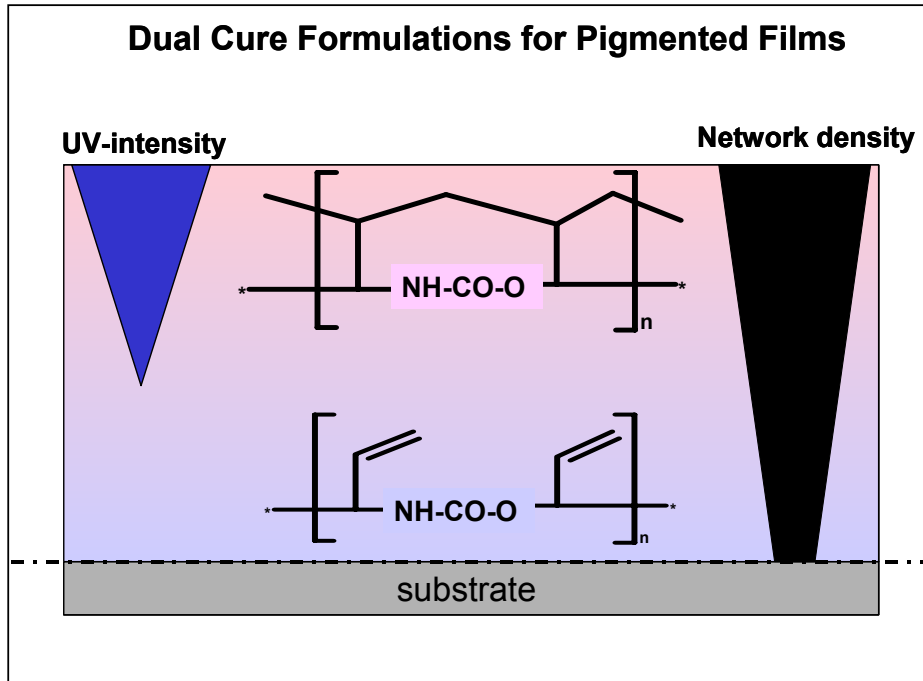 Dual Cure Formulations for Pigmented Films
UV-intensity
Network density
* NH-CO-O *
n
* NH-CO-O *
n
substrate